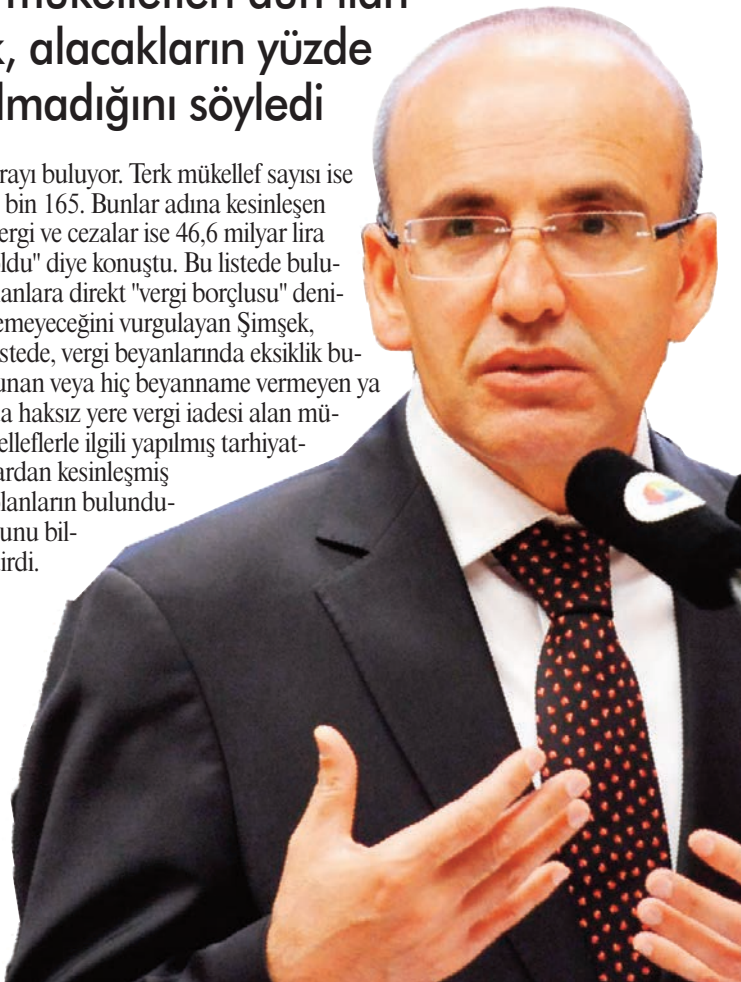 mükellefleri dün ilan
k, alacakların yüzde
lmadığını söyledi
rayı buluyor. Terk mükellef sayısı ise
bin 165. Bunlar adına kesinleşen
ergi ve cezalar ise 46,6 milyar lira
ldu" diye konuştu. Bu listede bulu-
anlara direkt "vergi borçlusu" deni-
emeyeceğini vurgulayan Şimşek,
stede, vergi beyanlarında eksiklik bu-
unan veya hiç beyanname vermeyen ya
a haksız yere vergi iadesi alan mü-
elleflerle ilgili yapılmış tarhiyat-
ardan kesinleşmiş
lanların bulundu-
unu bil-
irdi.